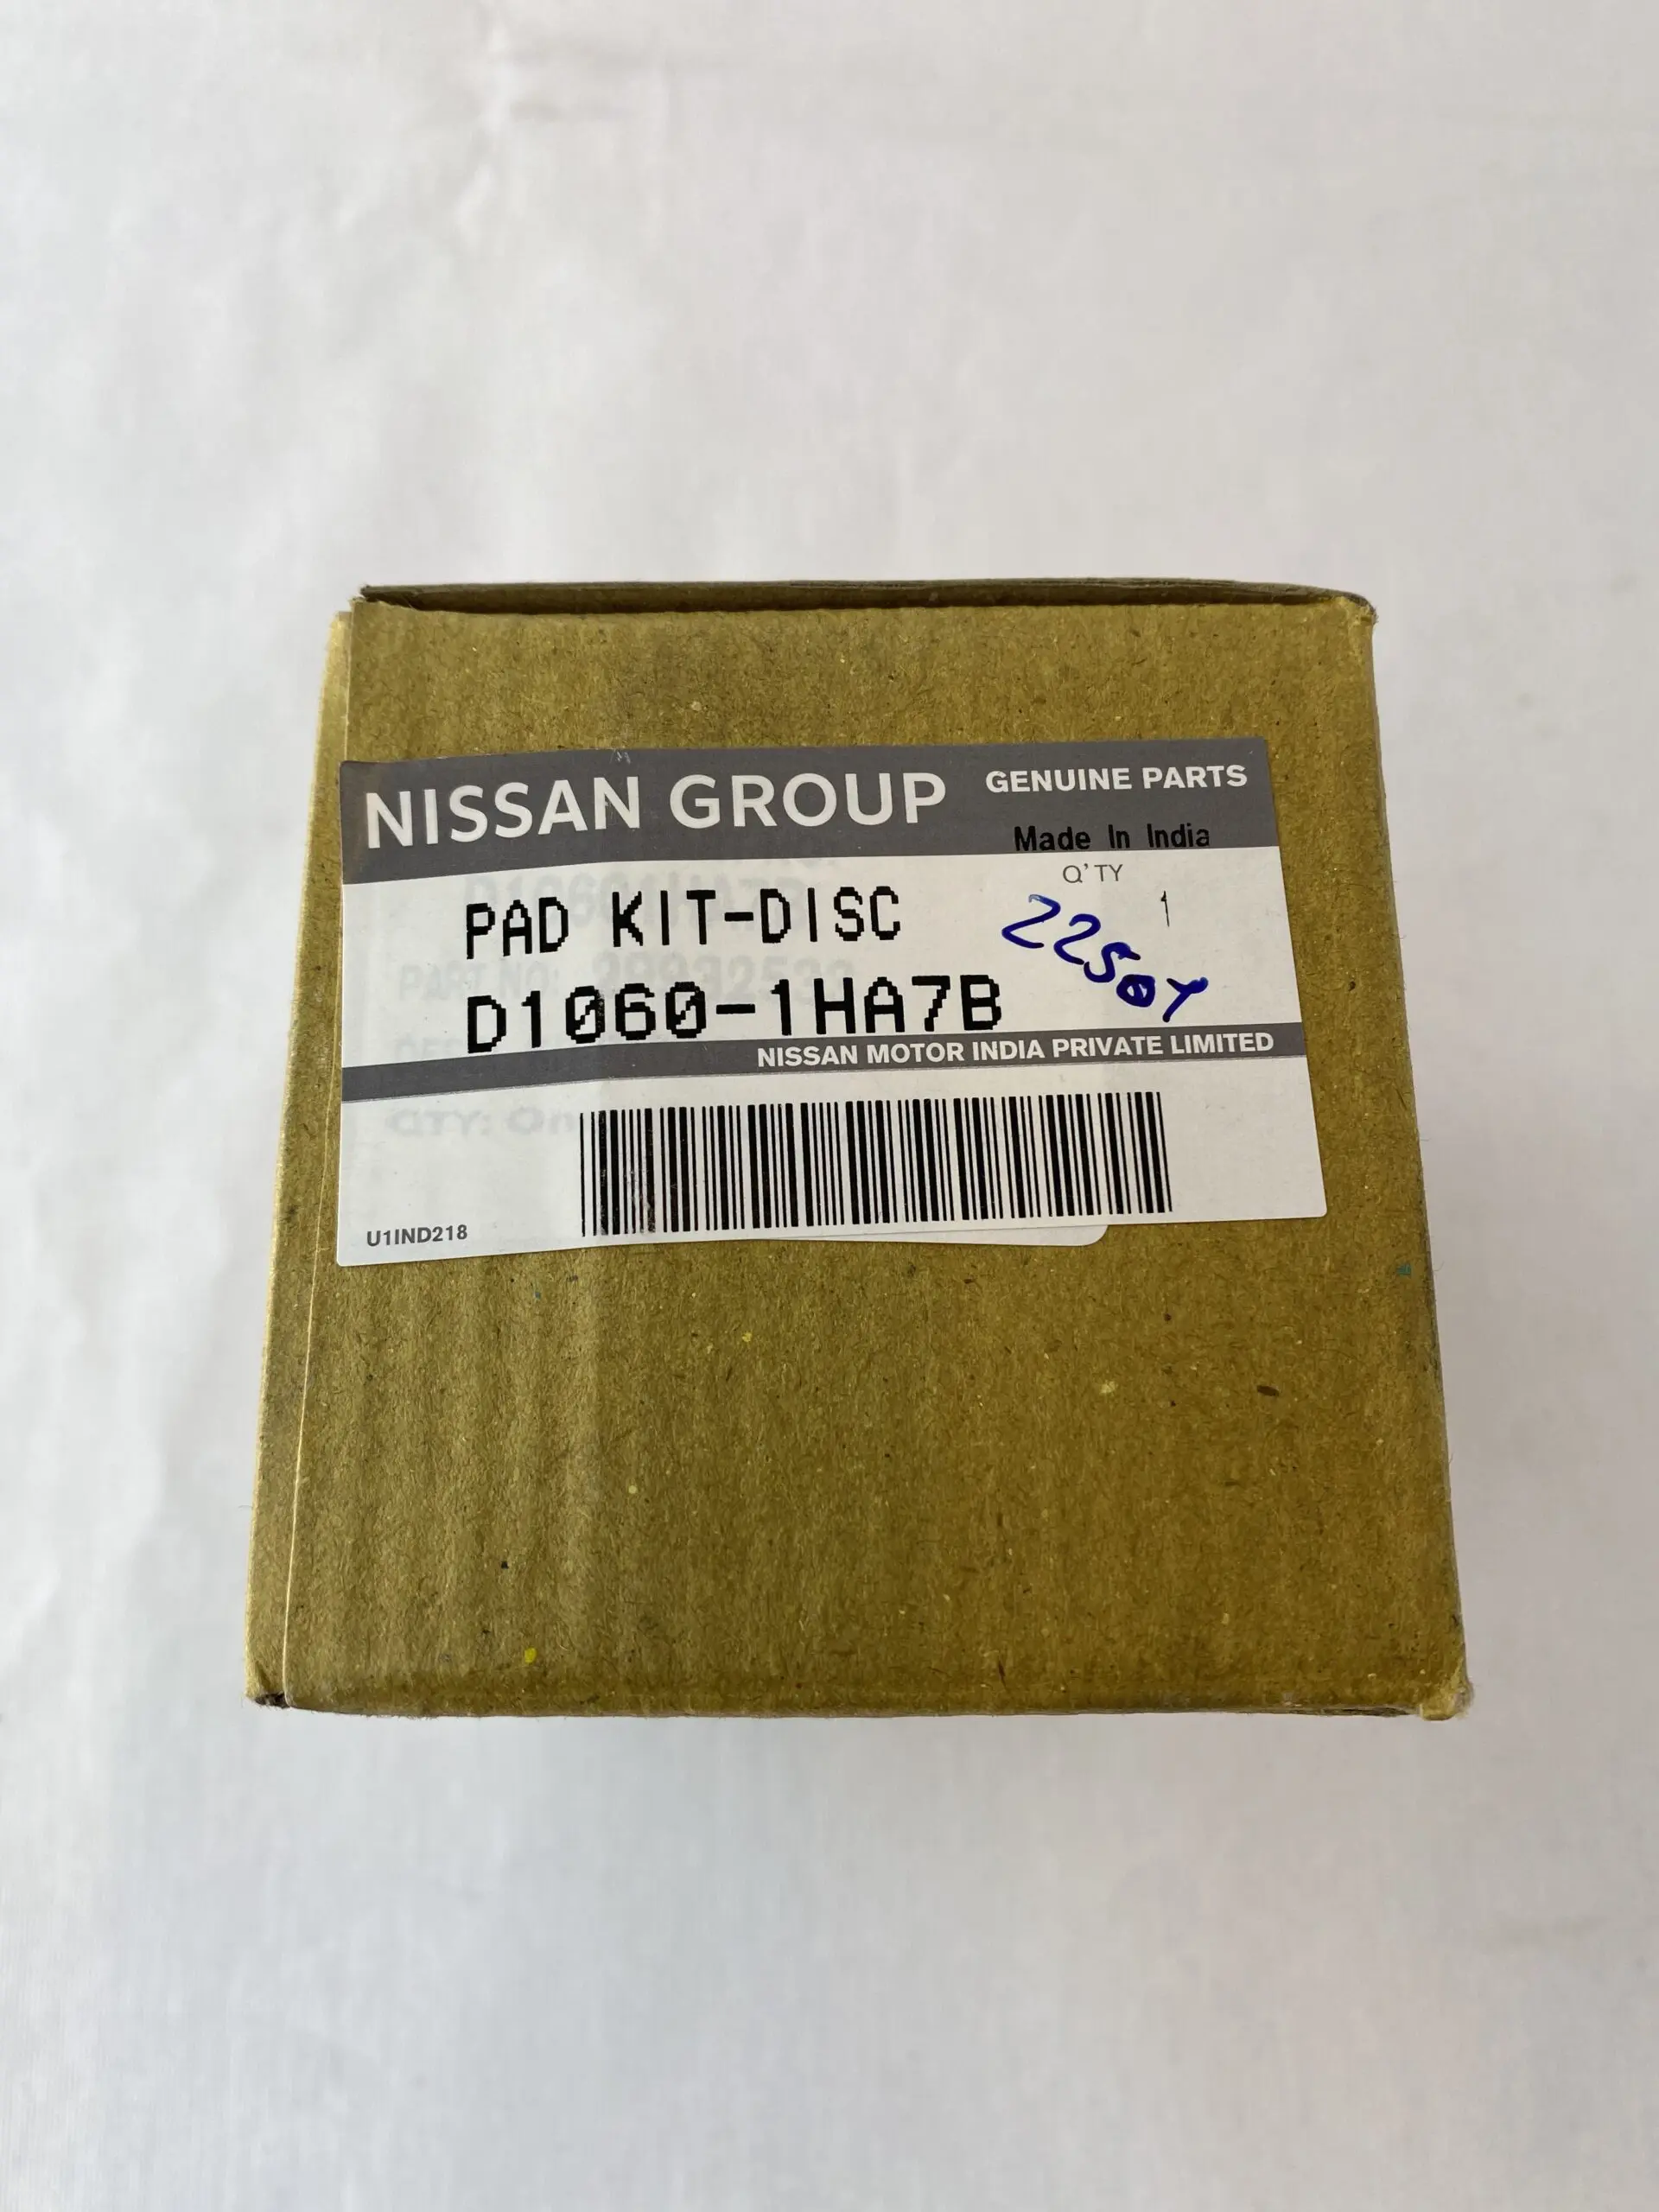 NISSAN GROUP
GENUINE PARTS
Made In India
Q'TY
1
PAD KIT-DISC
D1060-1HA7B
NISSAN MOTOR INDIA PRIVATE LIMITED
U1IND218